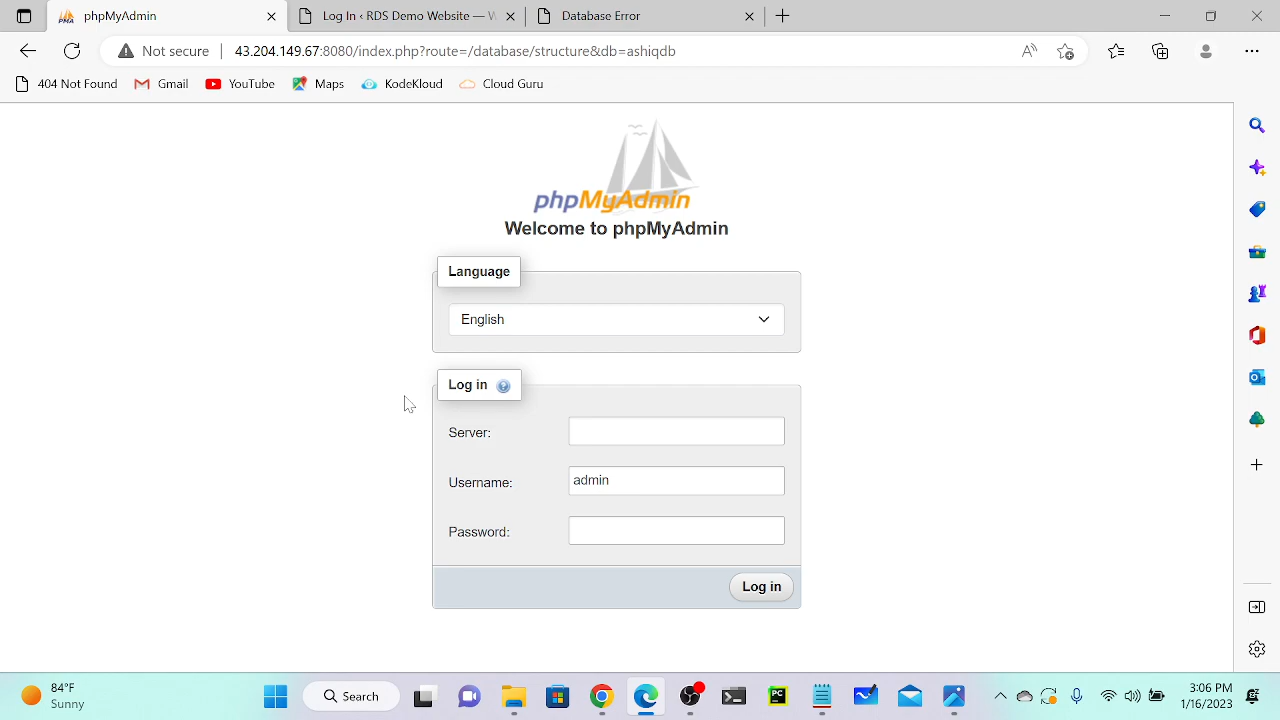 phpMyAdmin
Log In ‹ RDS Demo Website — W
Database Error
Not secure
43.204.149.67:8080/index.php?route=/database/structure&db=ashiqdb
404 Not Found
Gmail
YouTube
Maps
KodeKloud
Cloud Guru
phpMyAdmin
Welcome to phpMyAdmin
Language
English
Log in
Server:
Username:
admin
Password:
Log in
84°F
Sunny
Search
3:06 PM
1/16/2023